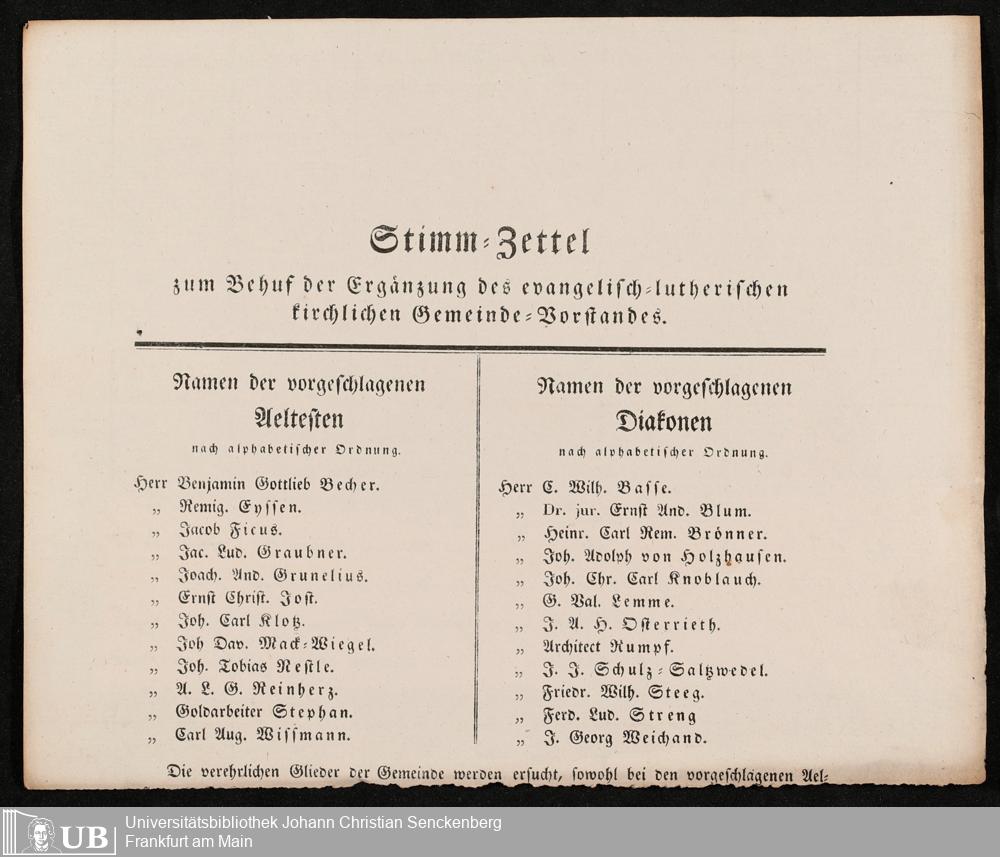 Stimm-Zettel
zum Behuf der Ergänzung des evangelisch-lutherischen
kirchlichen Gemeinde-Vorstandes.
Namen der vorgeschlagenen
Aeltesten
nach alphabetischer Ordnung.
Herr Benjamin Gottlieb Becher.
„ Remig. Eyssen.
„ Jacob Ficus.
„ Jac. Lud. Graubner.
„ Joach. And. Grunelius.
„ Ernst Christ. Jost.
„ Joh. Carl Klotz.
„ Joh Dav. Mack-Wiegel.
„ Joh. Tobias Nestle.
„ A. L. G. Reinherz.
„ Goldarbeiter Stephan.
„ Carl Aug. Wissmann.
Namen der vorgeschlagenen
Diakonen
nach alphabetischer Ordnung.
Herr C. Wilh. Basse.
„ Dr. jur. Ernst And. Blum.
„ Heinr. Carl Rem. Brönner.
„ Joh. Adolph von Holzhausen.
„ Joh. Chr. Carl Knoblauch.
„ G. Val. Lemme.
„ J. A. H. Osterrieth.
„ Architect Rumpf.
„ J. J. Schulz-Saltzwedel.
„ Friedr. Wilh. Steeg.
„ Ferd. Lud. Streng
„ J. Georg Weichand.
Die verehrlichen Glieder der Gemeinde werden ersucht, sowohl bei den vorgeschlagenen Ael-
UB
Universitätsbibliothek Johann Christian Senckenberg
Frankfurt am Main